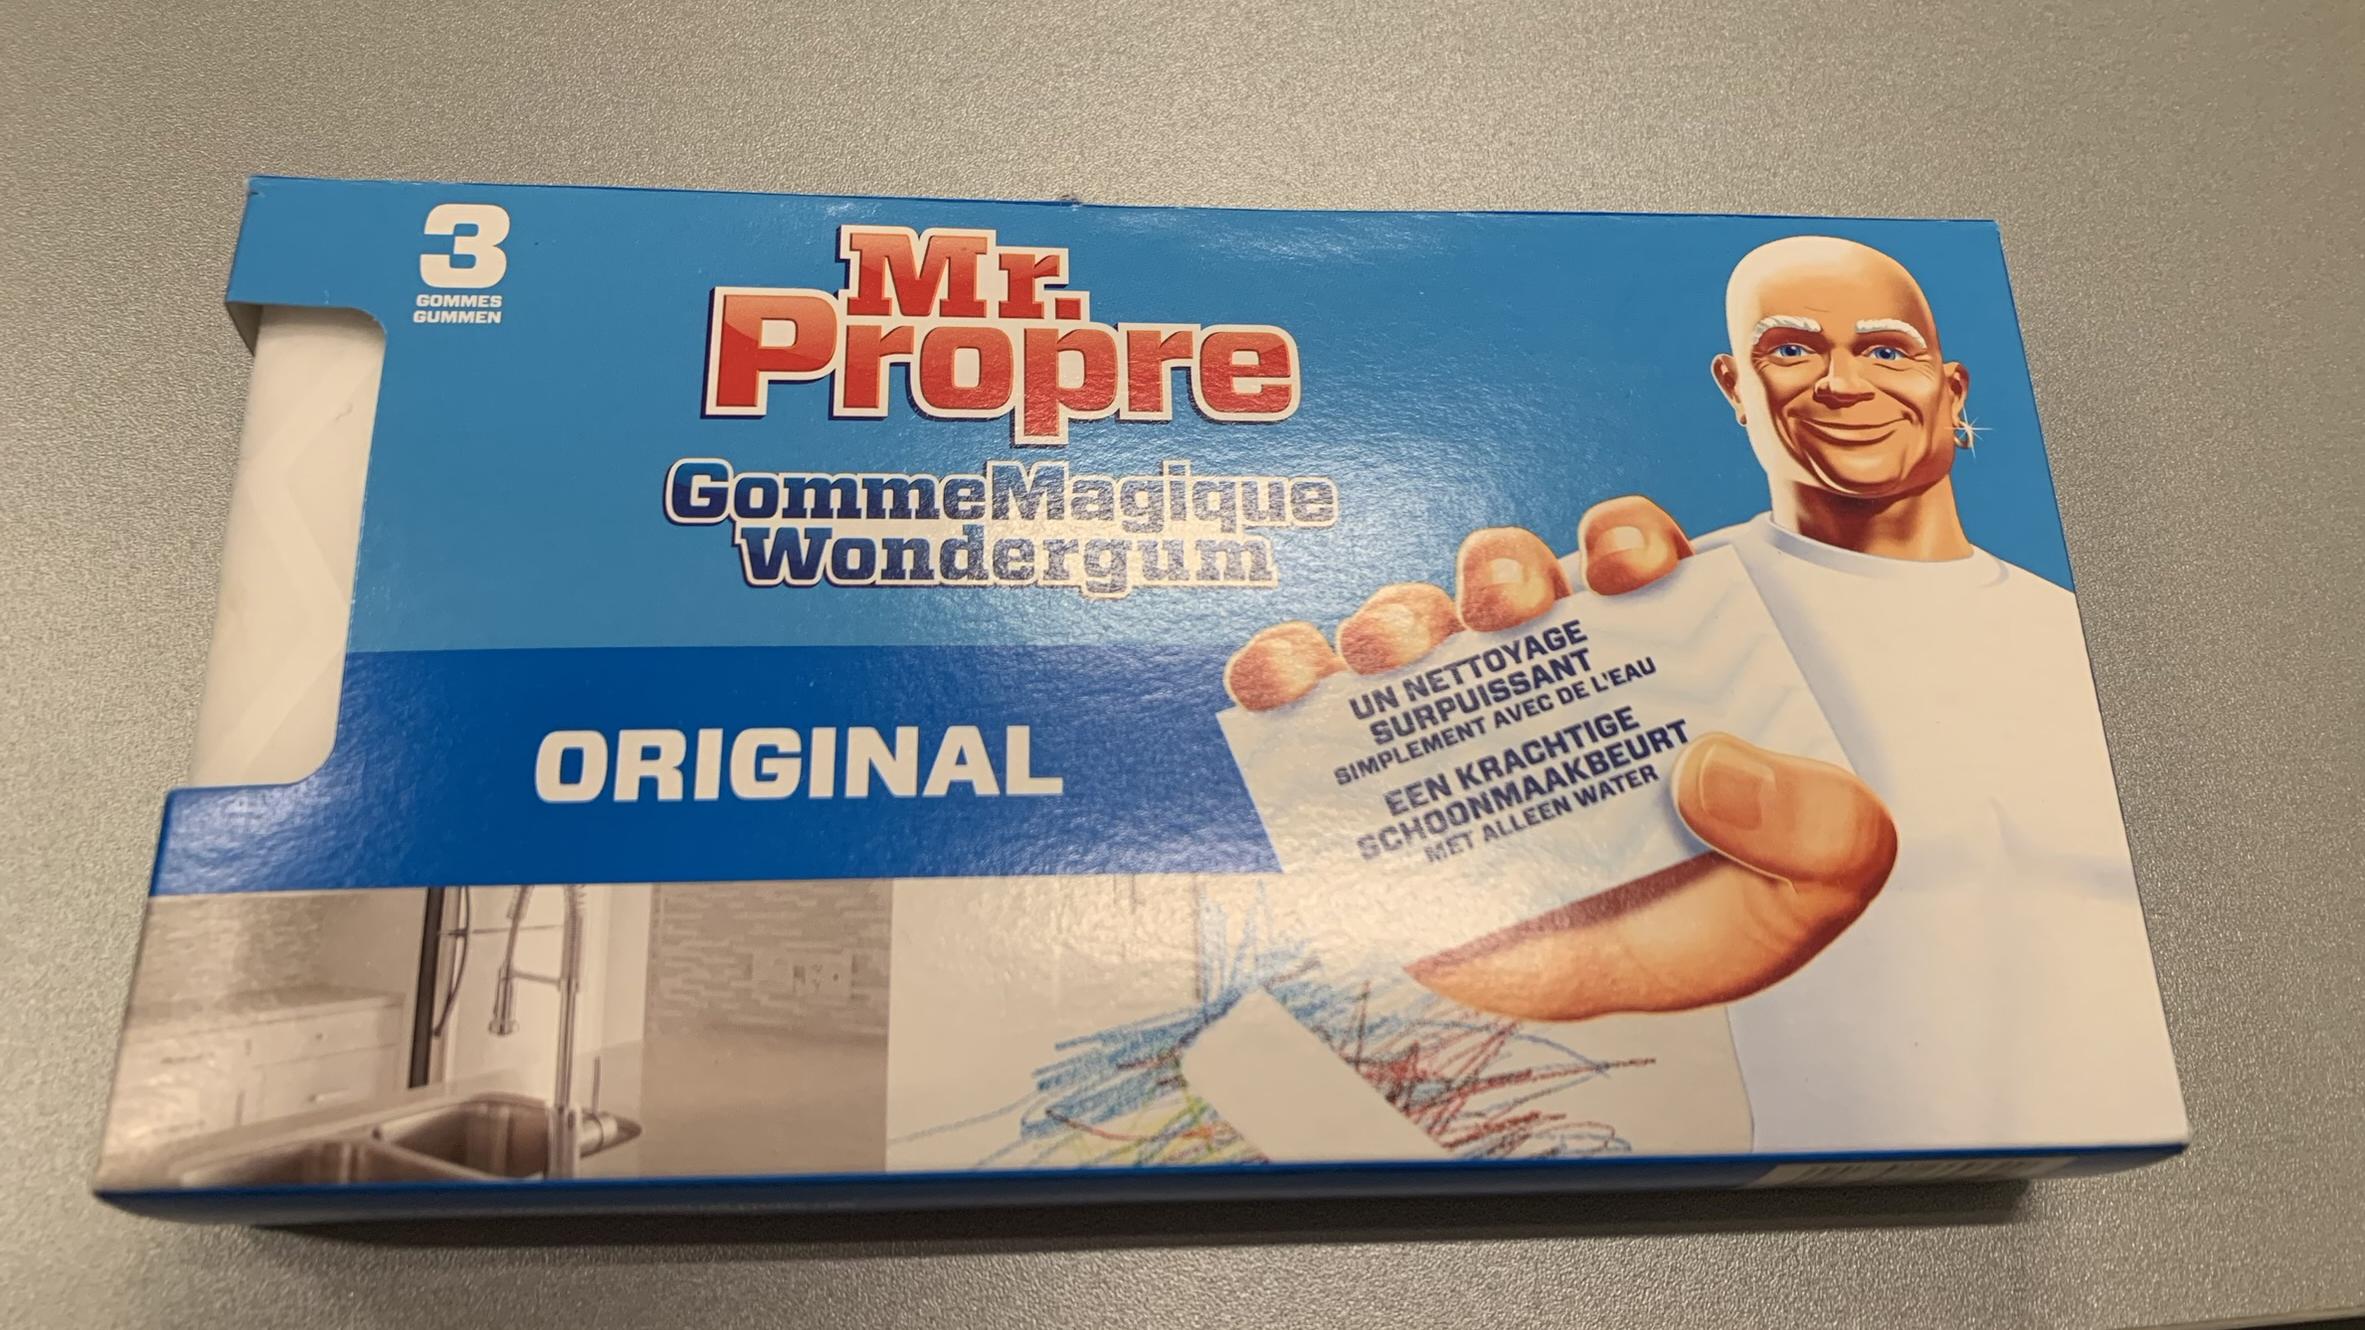 3
GOMMES
GUMMEN
Mr.
Propre
GommeMagique
Wondergum
ORIGINAL
UN NETTOYAGE
SURPUISSANT
SIMPLEMENT AVEC DE L'EAU
EEN KRACHTIGE
SCHOONMAAKBEURT
MET ALLEEN WATER